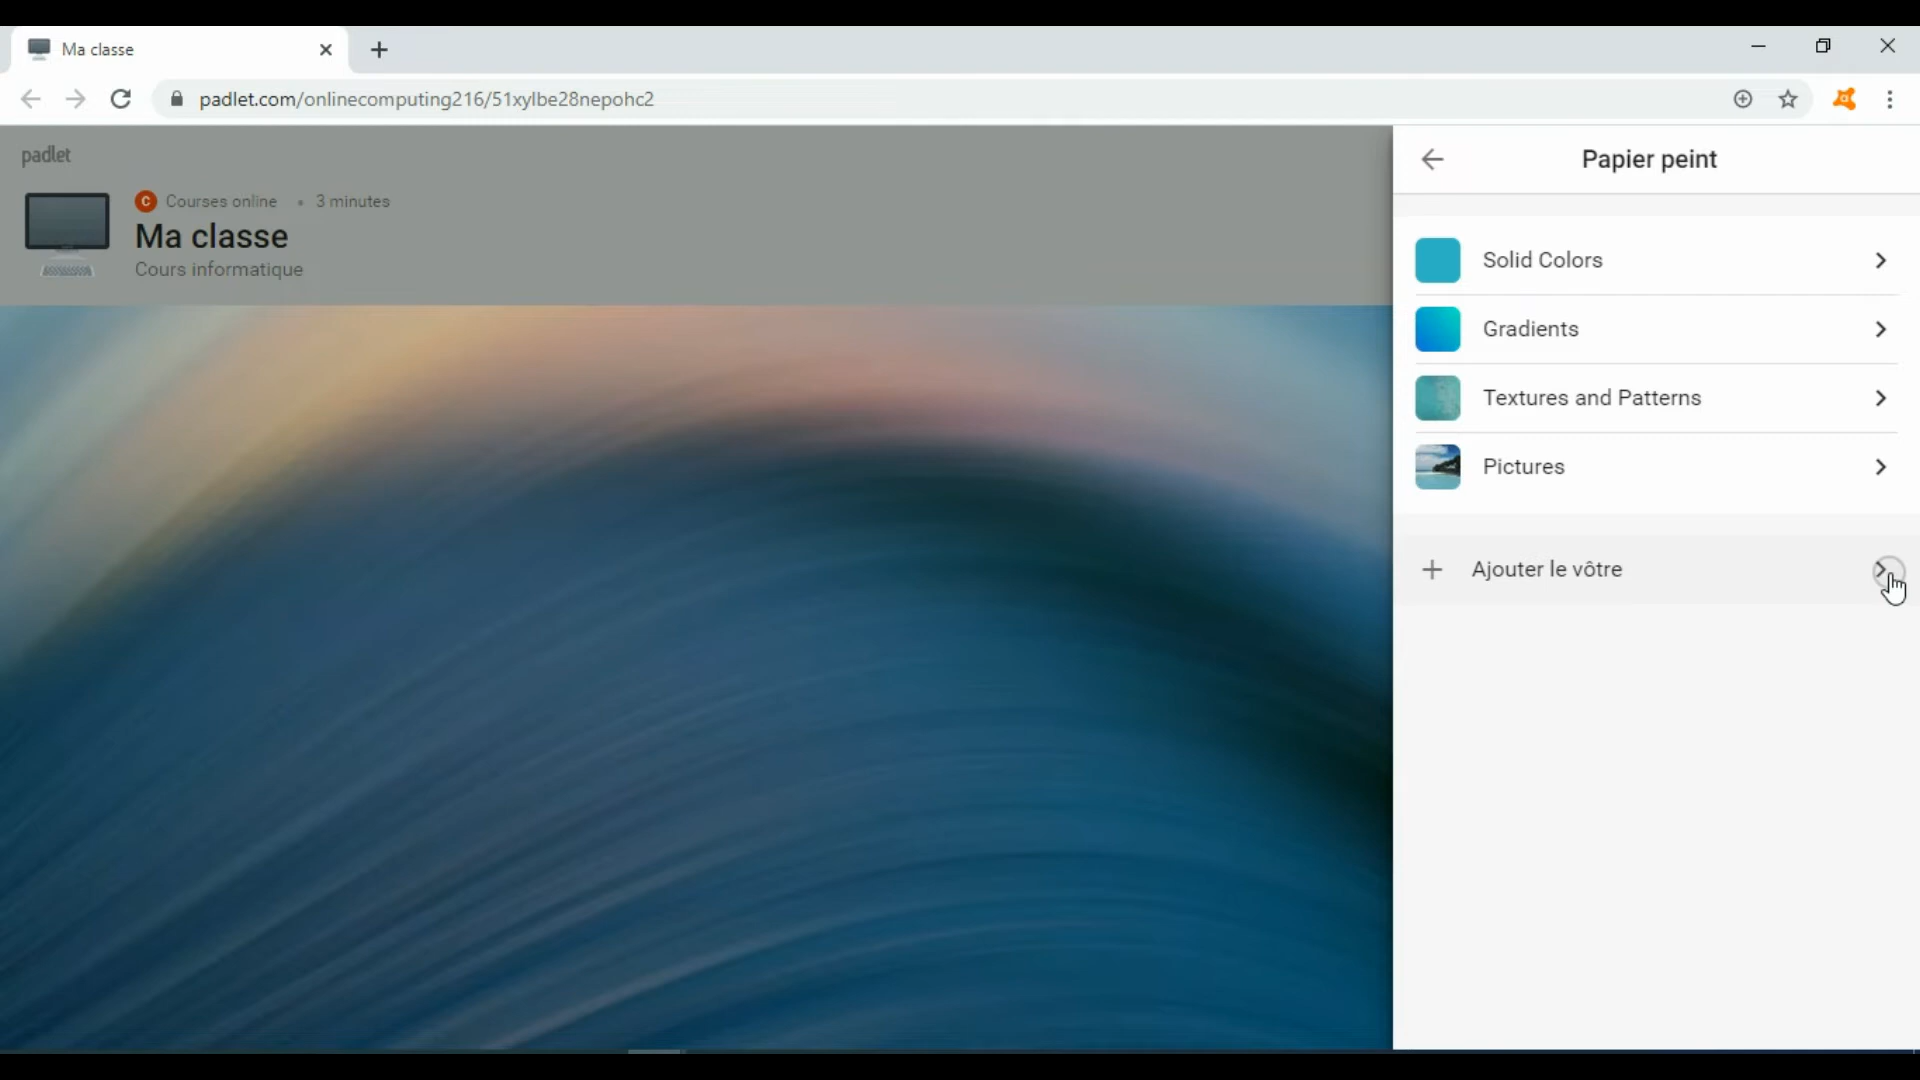 Ma classe
padlet.com/onlinecomputing216/51xylbe28nepohc2
padlet
C Courses online • 3 minutes
Ma classe
Cours informatique
Papier peint
Solid Colors
Gradients
Textures and Patterns
Pictures
Ajouter le vôtre